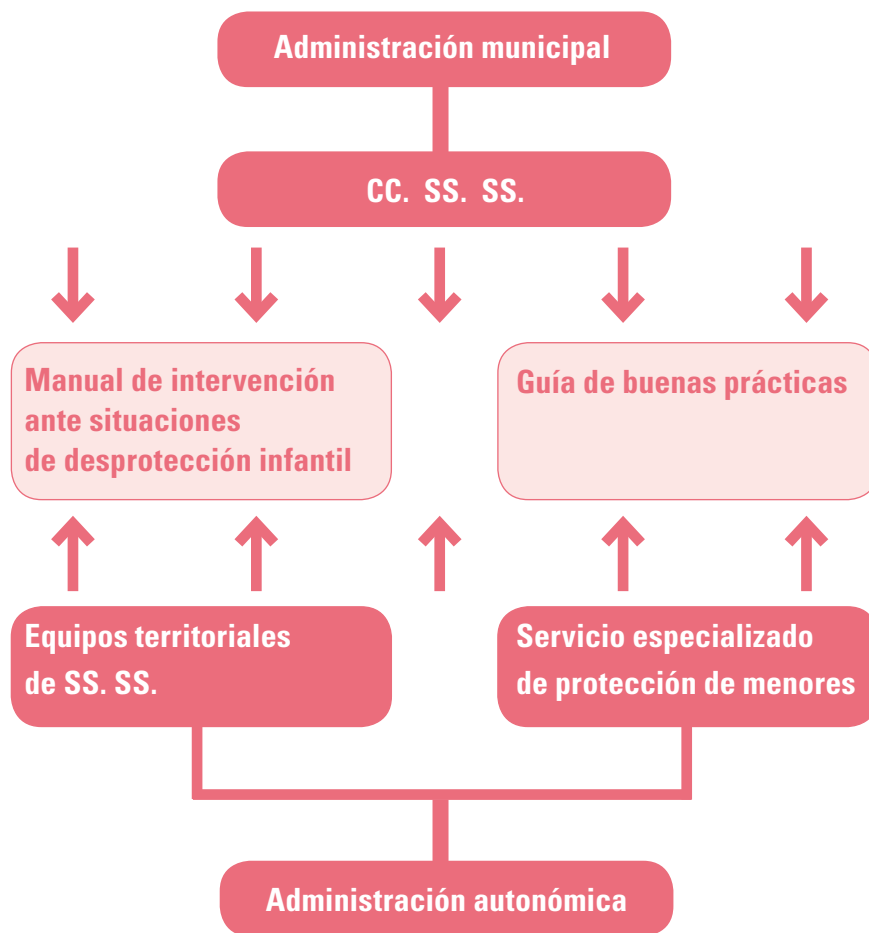 Administración municipal
CC. SS. SS.
Manual de intervención
ante situaciones
de desprotección infantil
Guía de buenas prácticas
Equipos territoriales
de SS. SS.
Servicio especializado
de protección de menores
Administración autonómica